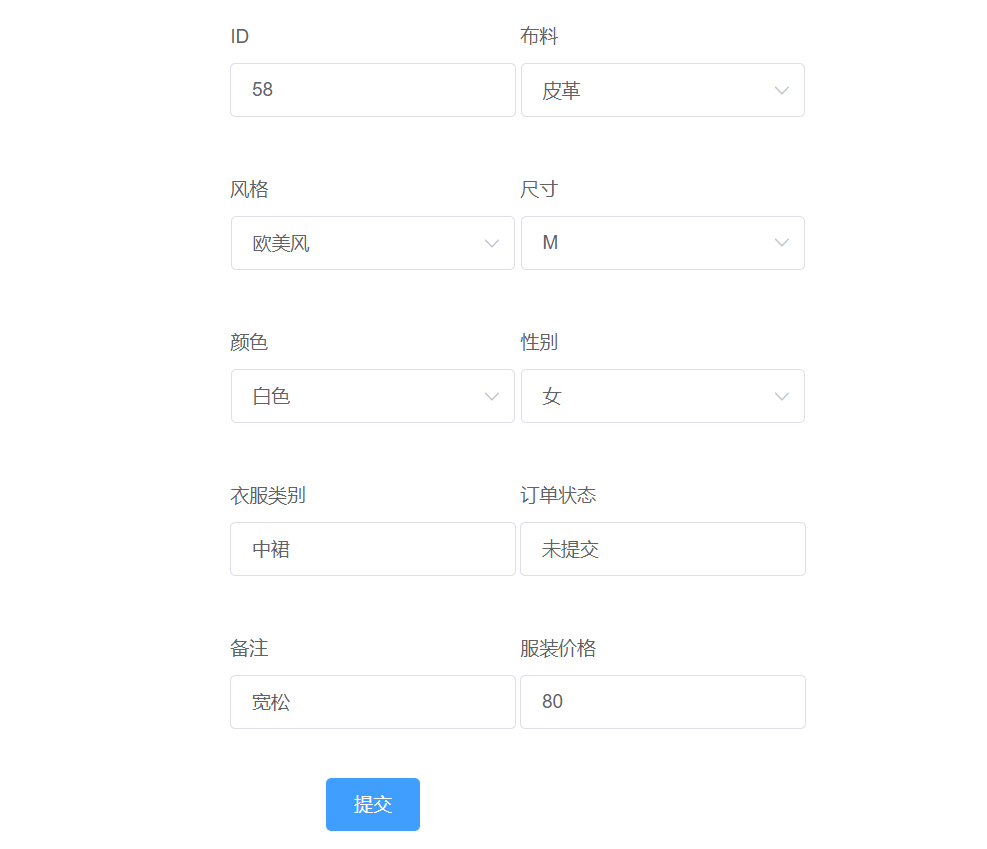 ID
布料
58
皮革
风格
尺寸
欧美风
M
颜色
性别
白色
女
衣服类别
订单状态
中裙
未提交
备注
服装价格
宽松
80
提交